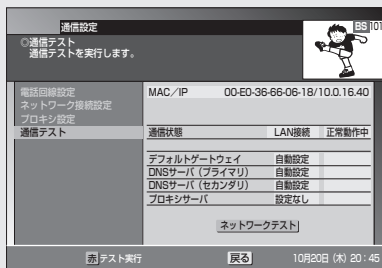 通信設定
BS 101
◎通信テスト
通信テストを実行します。
電話回線設定
ネットワーク接続設定
プロキシ設定
通信テスト
MAC／IP 00-E0-36-66-06-18/10.0.16.40
通信状態 LAN接続 正常動作中
デフォルトゲートウェイ 自動設定
DNSサーバ（プライマリ） 自動設定
DNSサーバ（セカンダリ） 自動設定
プロキシサーバ 設定なし
ネットワークテスト
赤 テスト実行 戻る 10月20日（木）20：45